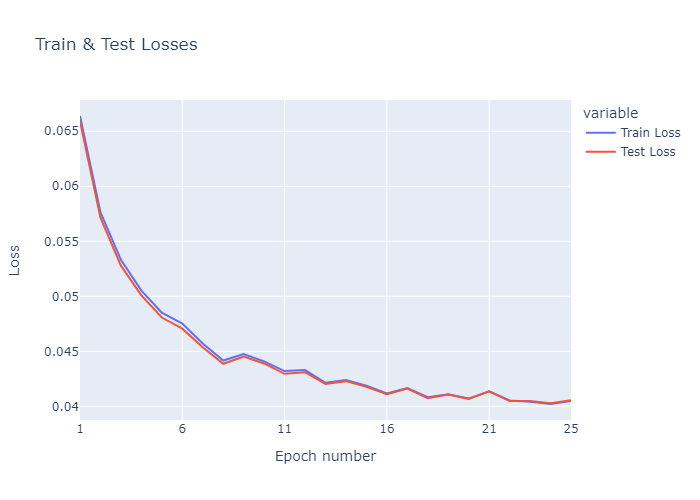 Train & Test Losses
variable
Train Loss
Test Loss
Loss
0.065
0.06
0.055
0.05
0.045
0.04
1 6 11 16 21 25
Epoch number